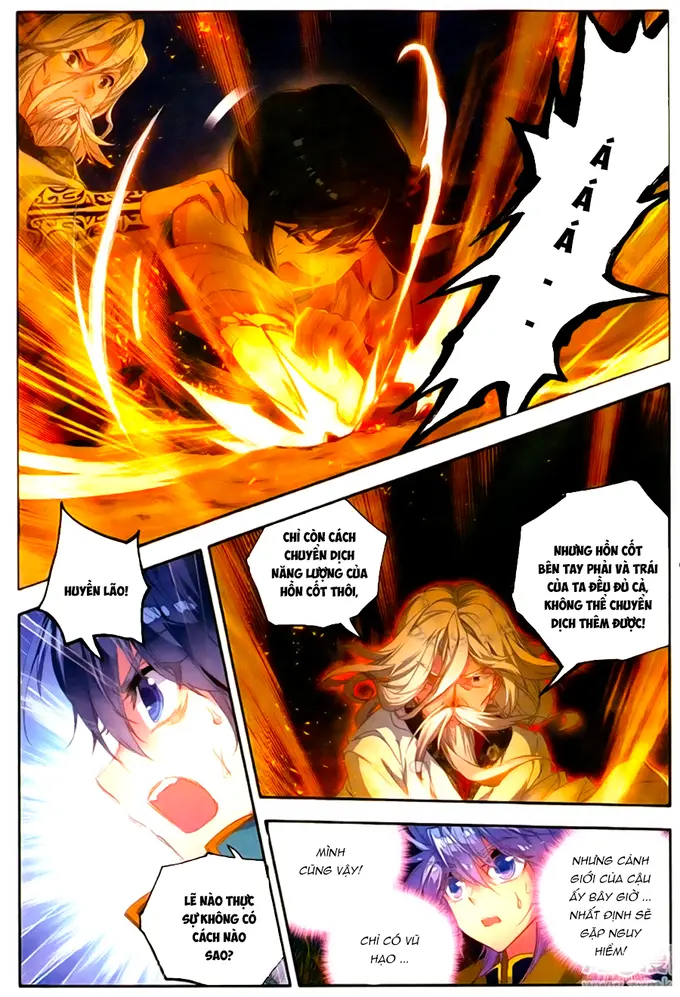 Á Á Á . . .
HUYỀN LÃO!
CHỈ CÒN CÁCH
CHUYỂN DỊCH
NĂNG LƯỢNG CỦA
HỒN CỐT THÔI,
NHƯNG HỒN CỐT
BÊN TAY PHẢI VÀ TRÁI
CỦA TA ĐỀU ĐỦ CẢ,
KHÔNG THỂ CHUYỂN
DỊCH THÊM ĐƯỢC!
LẼ NÀO THỰC
SỰ KHÔNG CÓ
CÁCH NÀO
SAO?
MÌNH
CŨNG VẬY!
CHỈ CÓ VŨ
HẠO ...
NHƯNG CẢNH
GIỚI CỦA CẬU
ẤY BÂY GIỜ ...
NHẤT ĐỊNH SẼ
GẶP NGUY
HIỂM!